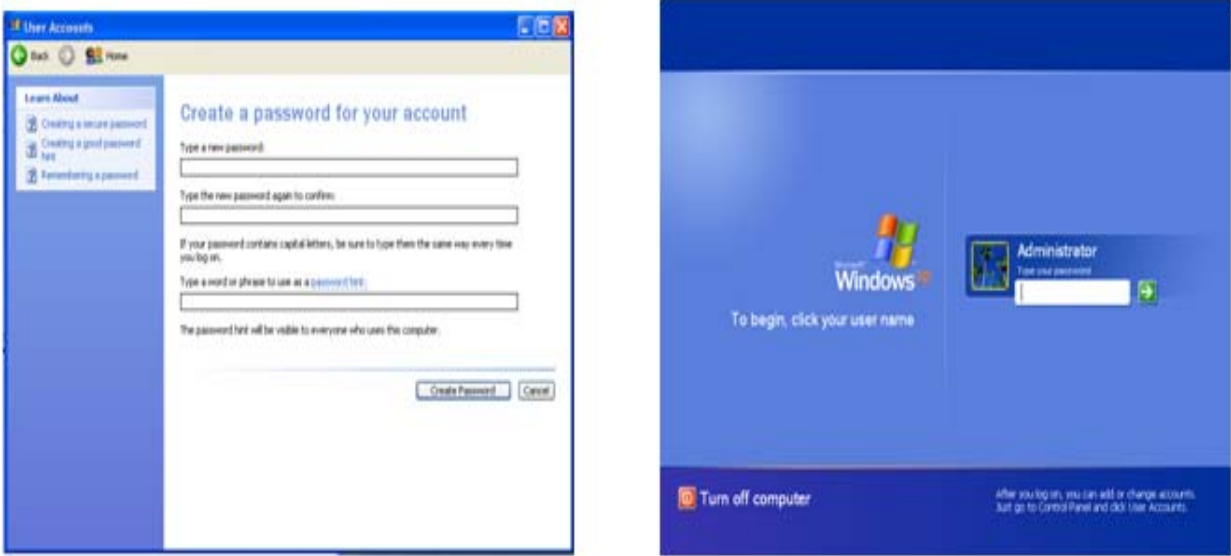 User Accounts
Back Home
Learn About
Creating a secure password
Creating a good password
hint
Remembering a password
Create a password for your account
Type a new password:
Type the new password again to confirm:
If your password contains capital letters, be sure to type them the same way every time
you log on.
Type a word or phrase to use as a password hint:
The password hint will be visible to everyone who uses this computer.
Create Password Cancel
Microsoft
Windows xp
To begin, click your user name
Administrator
Type your password
Turn off computer
After you log on, you can add or change accounts.
Just go to Control Panel and click User Accounts.